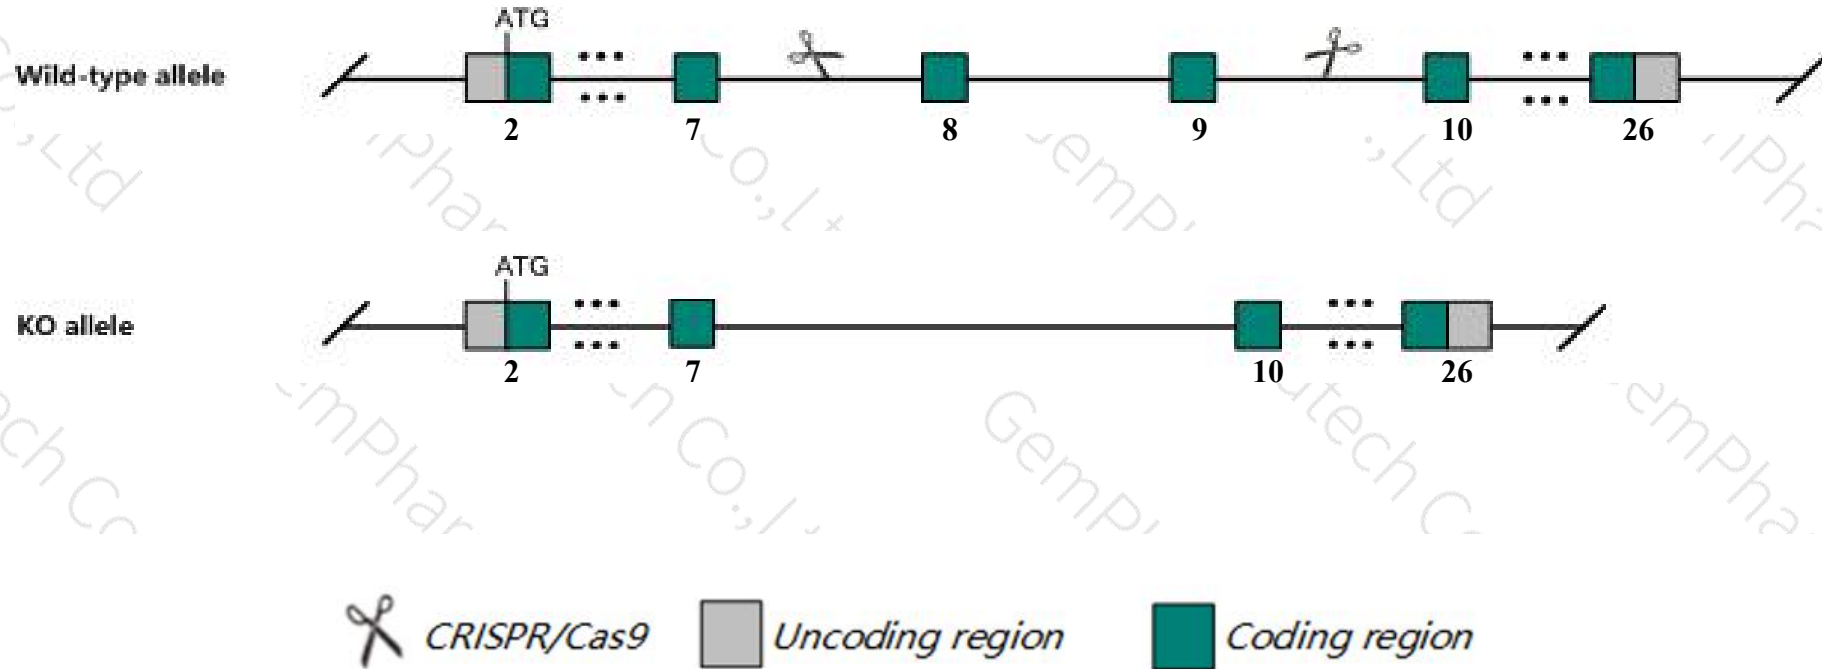 ATG
Wild-type allele
2 7 8 9 10 26
ATG
KO allele
2 7 10 26
CRISPR/Cas9 Uncoding region Coding region